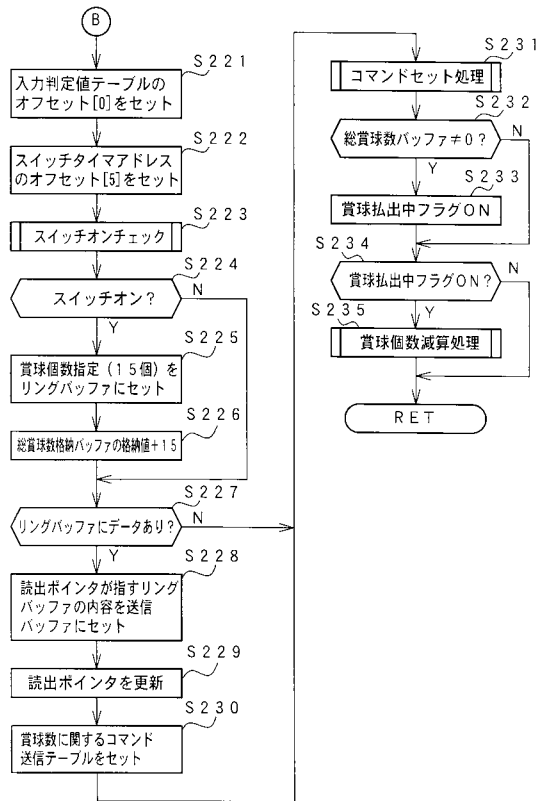 B
S221
入力判定値テーブルの
オフセット[0]をセット
S222
スイッチタイマアドレス
のオフセット[5]をセット
S223
スイッチオンチェック
S224
スイッチオン?
N
Y
S225
賞球個数指定(15個)を
リングバッファにセット
S226
総賞球数格納バッファの格納値+15
S227
リングバッファにデータあり?
N
Y
S228
読出ポインタが指すリング
バッファの内容を送信
バッファにセット
S229
読出ポインタを更新
S230
賞球数に関するコマンド
送信テーブルをセット
S231
コマンドセット処理
S232
総賞球数バッファ≠0?
N
Y
S233
賞球払出中フラグON
S234
賞球払出中フラグON?
N
Y
S235
賞球個数減算処理
RET